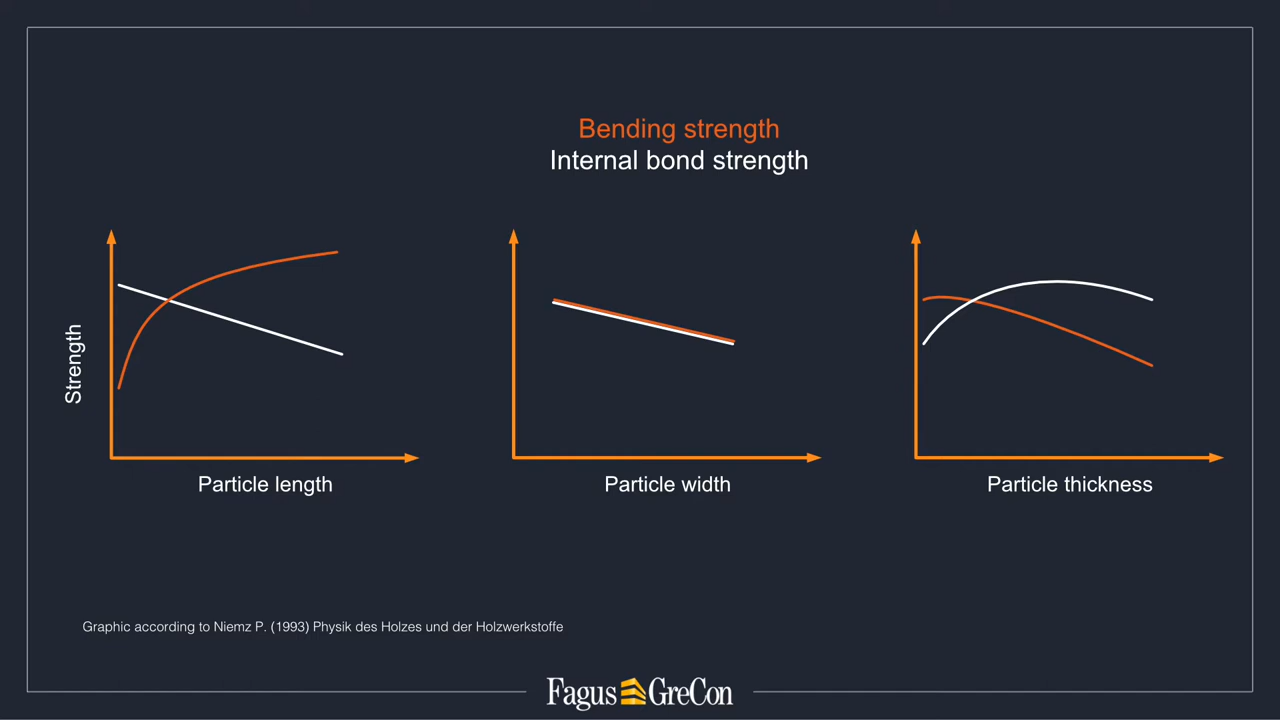 Bending strength
Internal bond strength
Strength
Particle length
Particle width
Particle thickness
Graphic according to Niemz P. (1993) Physik des Holzes und der Holzwerkstoffe
Fagus GreCon